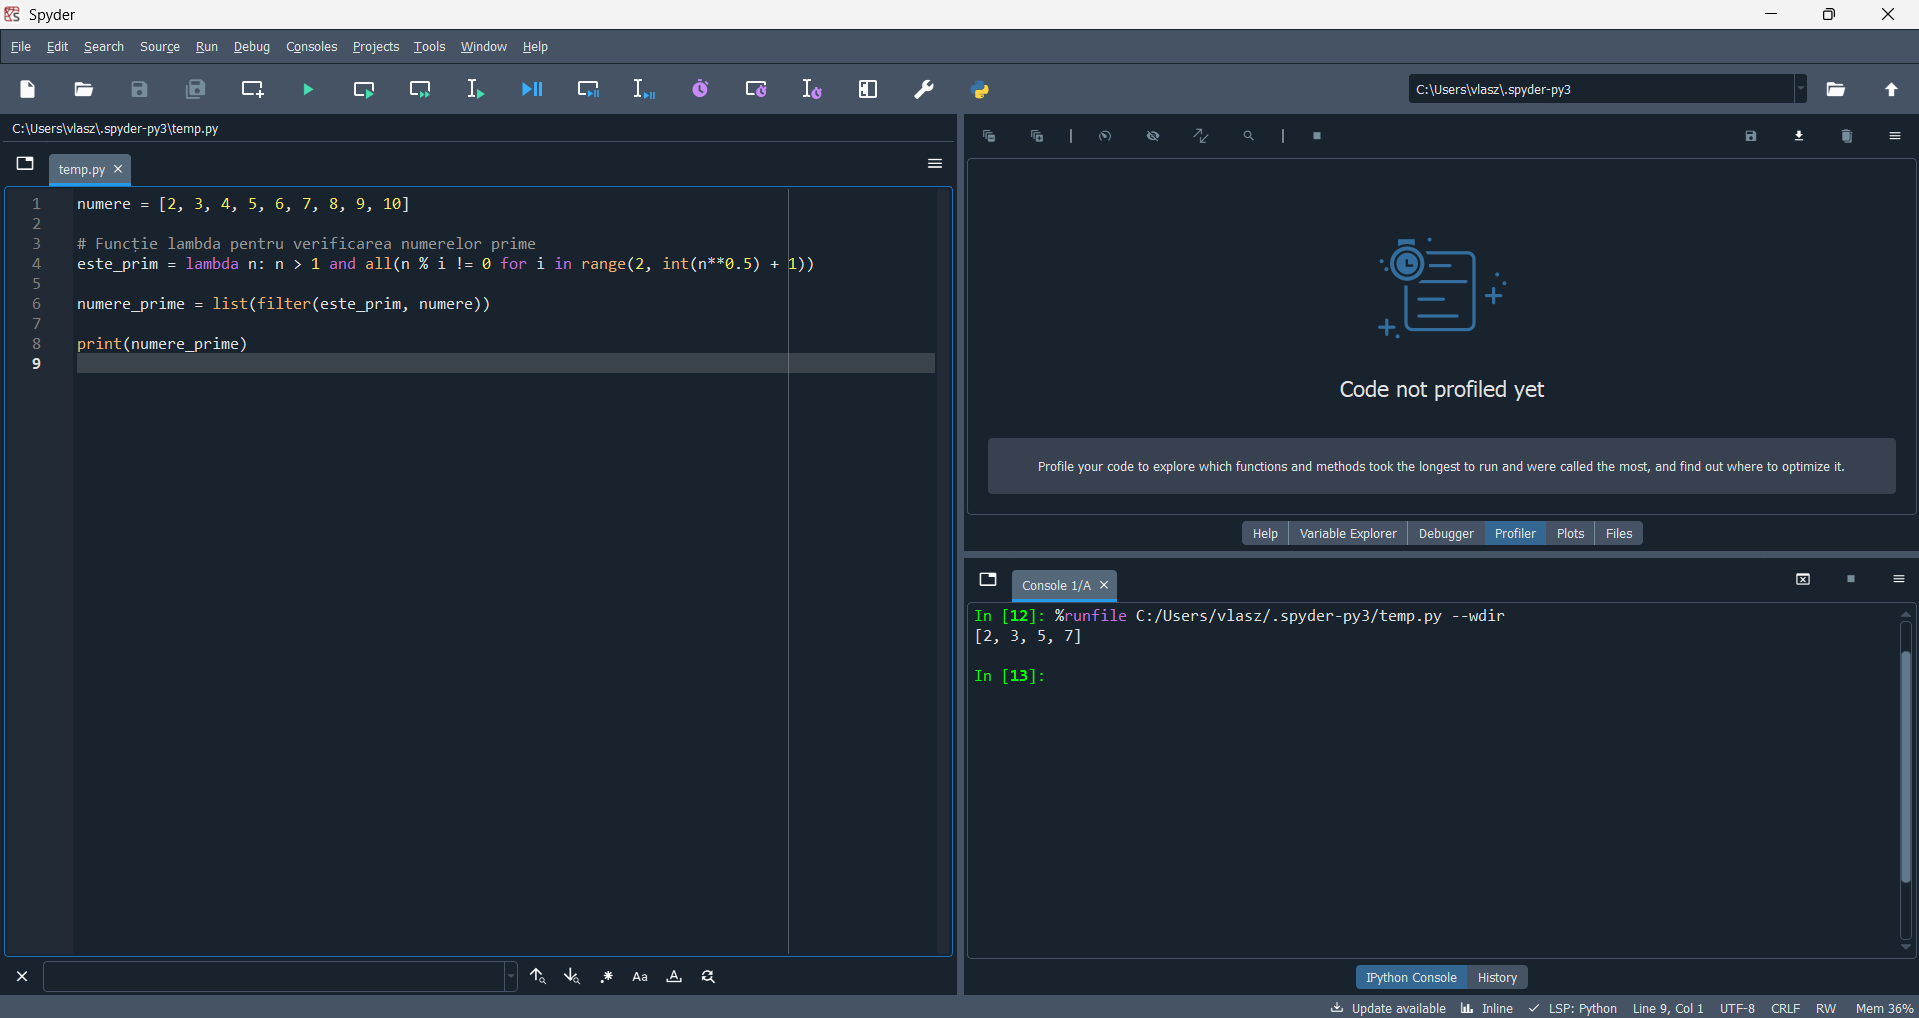 Spyder
File Edit Search Source Run Debug Consoles Projects Tools Window Help
C:\Users\vlasz\.spyder-py3
C:\Users\vlasz\.spyder-py3\temp.py
temp.py
1 numere = [2, 3, 4, 5, 6, 7, 8, 9, 10]
2
3 # Funcție lambda pentru verificarea numerelor prime
4 este_prim = lambda n: n > 1 and all(n % i != 0 for i in range(2, int(n**0.5) + 1))
5
6 numere_prime = list(filter(este_prim, numere))
7
8 print(numere_prime)
9
Code not profiled yet
Profile your code to explore which functions and methods took the longest to run and were called the most, and find out where to optimize it.
Help Variable Explorer Debugger Profiler Plots Files
Console 1/A
In [12]: %runfile C:/Users/vlasz/.spyder-py3/temp.py --wdir
[2, 3, 5, 7]
In [13]:
Aa
IPython Console History
Update available Inline LSP: Python Line 9, Col 1 UTF-8 CRLF RW Mem 36%